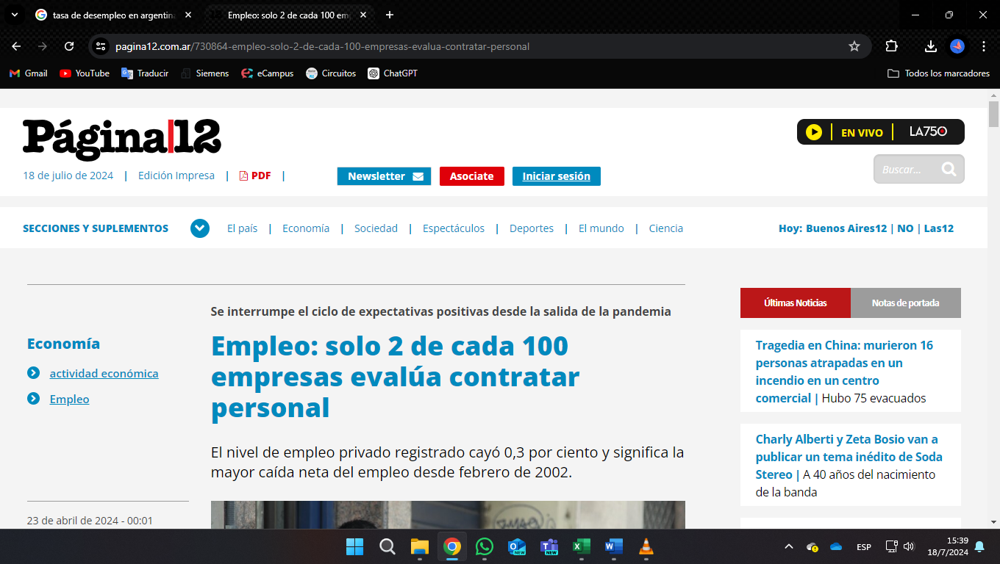 tasa de desempleo en argentina
Empleo: solo 2 de cada 100 emp
pagina12.com.ar/730864-empleo-solo-2-de-cada-100-empresas-evalua-contratar-personal
Gmail YouTube Traducir Siemens eCampus Circuitos ChatGPT Todos los marcadores
Página|12
EN VIVO LA750
18 de julio de 2024 | Edición Impresa | PDF |
Newsletter Asociate Iniciar sesión
Buscar...
SECCIONES Y SUPLEMENTOS El país | Economía | Sociedad | Espectáculos | Deportes | El mundo | Ciencia Hoy: Buenos Aires12 | NO | Las12
Economía
actividad económica
Empleo
23 de abril de 2024 - 00:01
Se interrumpe el ciclo de expectativas positivas desde la salida de la pandemia
Empleo: solo 2 de cada 100
empresas evalúa contratar
personal
El nivel de empleo privado registrado cayó 0,3 por ciento y significa la
mayor caída neta del empleo desde febrero de 2002.
Últimas Noticias Notas de portada
Tragedia en China: murieron 16
personas atrapadas en un
incendio en un centro
comercial | Hubo 75 evacuados
Charly Alberti y Zeta Bosio van a
publicar un tema inédito de Soda
Stereo | A 40 años del nacimiento
de la banda
NEW NEW
ESP
15:39
18/7/2024